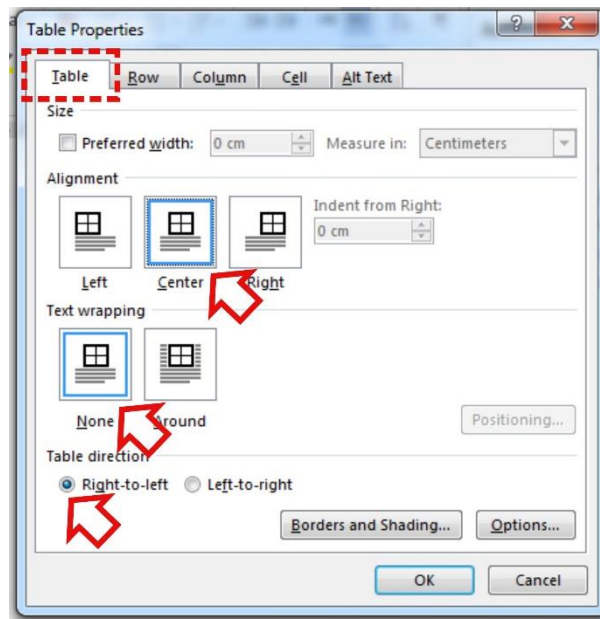 Table Properties
Table Row Column Cell Alt Text
Size
Preferred width: 0 cm Measure in: Centimeters
Alignment
Indent from Right:
0 cm
Left Center Right
Text wrapping
None Around
Positioning...
Table direction
Right-to-left Left-to-right
Borders and Shading... Options...
OK Cancel